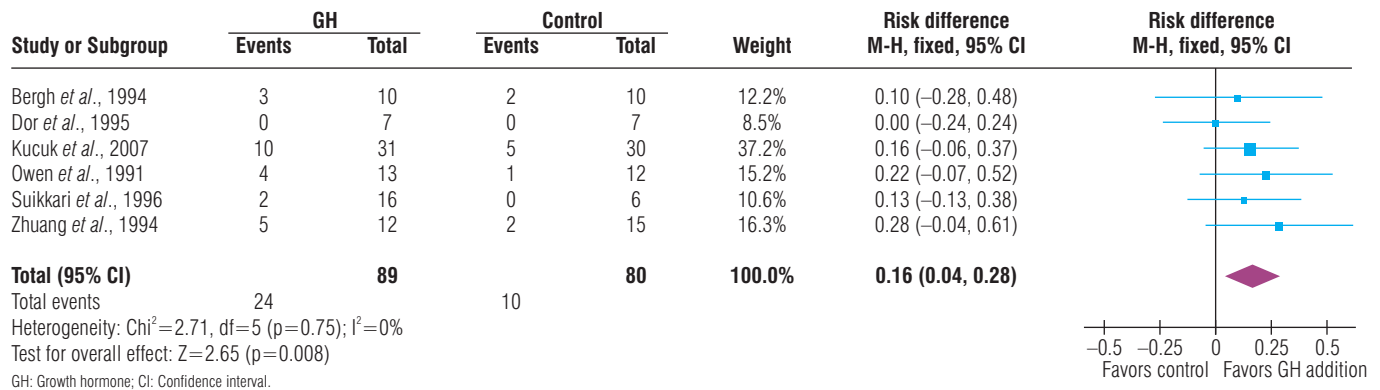 GH Control Risk difference Risk difference
Study or Subgroup Events Total Events Total Weight M-H, fixed, 95% CI M-H, fixed, 95% CI
Bergh et al., 1994 3 10 2 10 12.2% 0.10 (–0.28, 0.48)
Dor et al., 1995 0 7 0 7 8.5% 0.00 (–0.24, 0.24)
Kucuk et al., 2007 10 31 5 30 37.2% 0.16 (–0.06, 0.37)
Owen et al., 1991 4 13 1 12 15.2% 0.22 (–0.07, 0.52)
Suikkari et al., 1996 2 16 0 6 10.6% 0.13 (–0.13, 0.38)
Zhuang et al., 1994 5 12 2 15 16.3% 0.28 (–0.04, 0.61)
Total (95% CI) 89 80 100.0% 0.16 (0.04, 0.28)
Total events 24 10
Heterogeneity: Chi²=2.71, df=5 (p=0.75); I²=0%
Test for overall effect: Z=2.65 (p=0.008)
–0.5 –0.25 0 0.25 0.5
Favors control Favors GH addition
GH: Growth hormone; CI: Confidence interval.